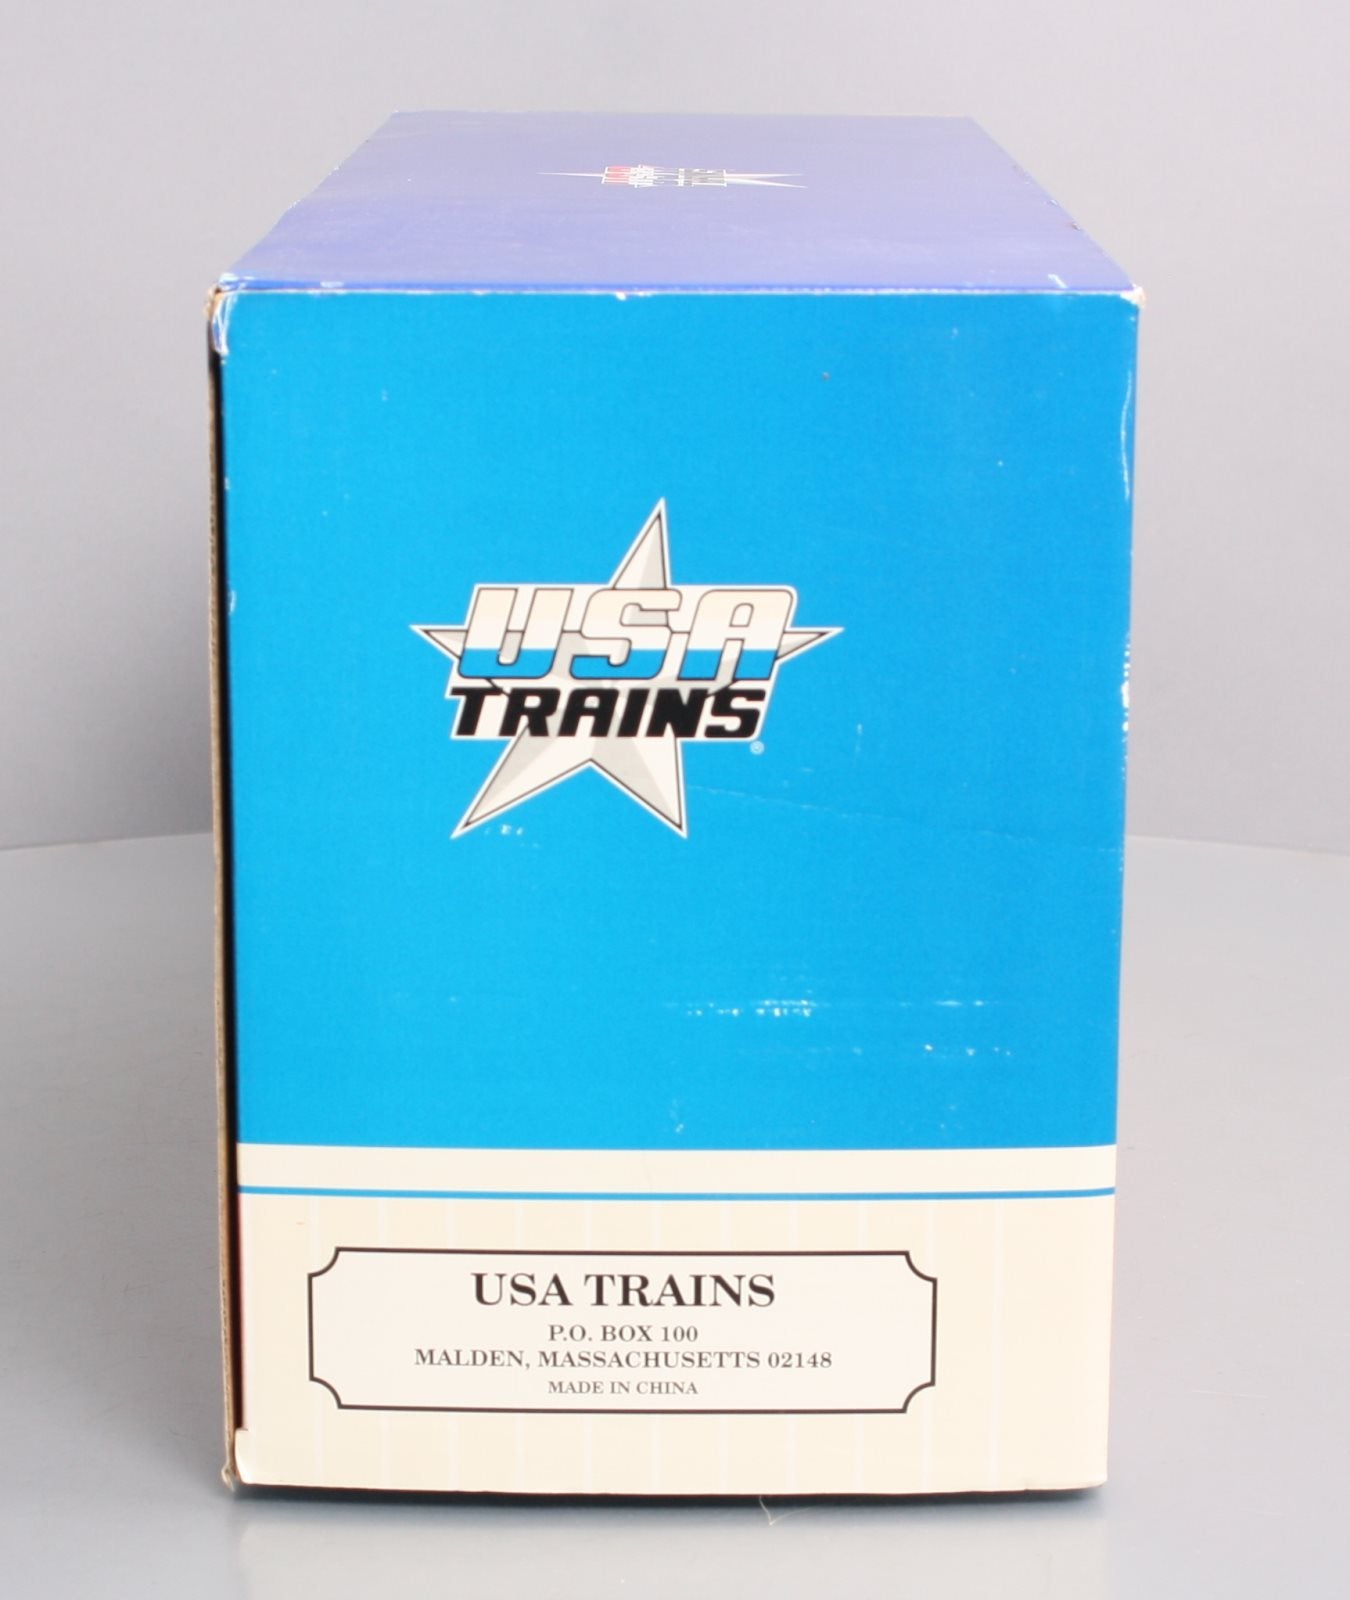 USA
TRAINS
®
USA TRAINS
P.O. BOX 100
MALDEN, MASSACHUSETTS 02148
MADE IN CHINA